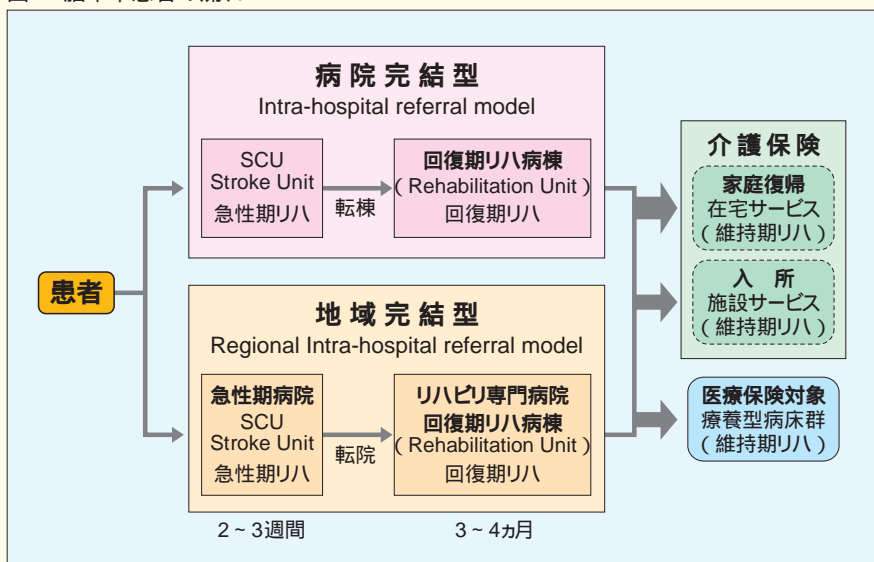 病院完結型
Intra-hospital referral model
SCU
Stroke Unit
急性期リハ
転棟
回復期リハ病棟
( Rehabilitation Unit )
回復期リハ
患者
地域完結型
Regional Intra-hospital referral model
急性期病院
SCU
Stroke Unit
急性期リハ
転院
リハビリ専門病院
回復期リハ病棟
( Rehabilitation Unit )
回復期リハ
2 ~ 3週間
3 ~ 4ヵ月
介護保険
家庭復帰
在宅サービス
( 維持期リハ )
入 所
施設サービス
( 維持期リハ )
医療保険対象
療養型病床群
( 維持期リハ )